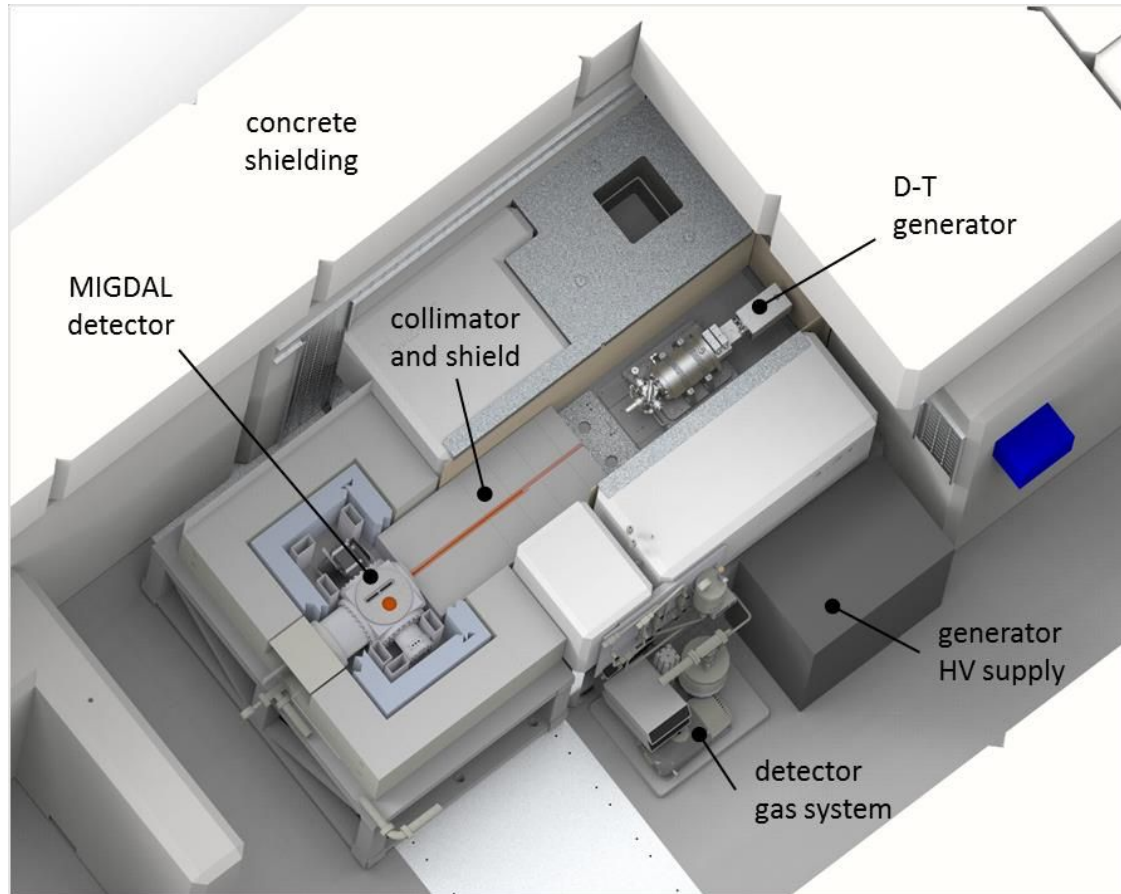 concrete
shielding
D-T
generator
MIGDAL
detector
collimator
and shield
generator
HV supply
detector
gas system